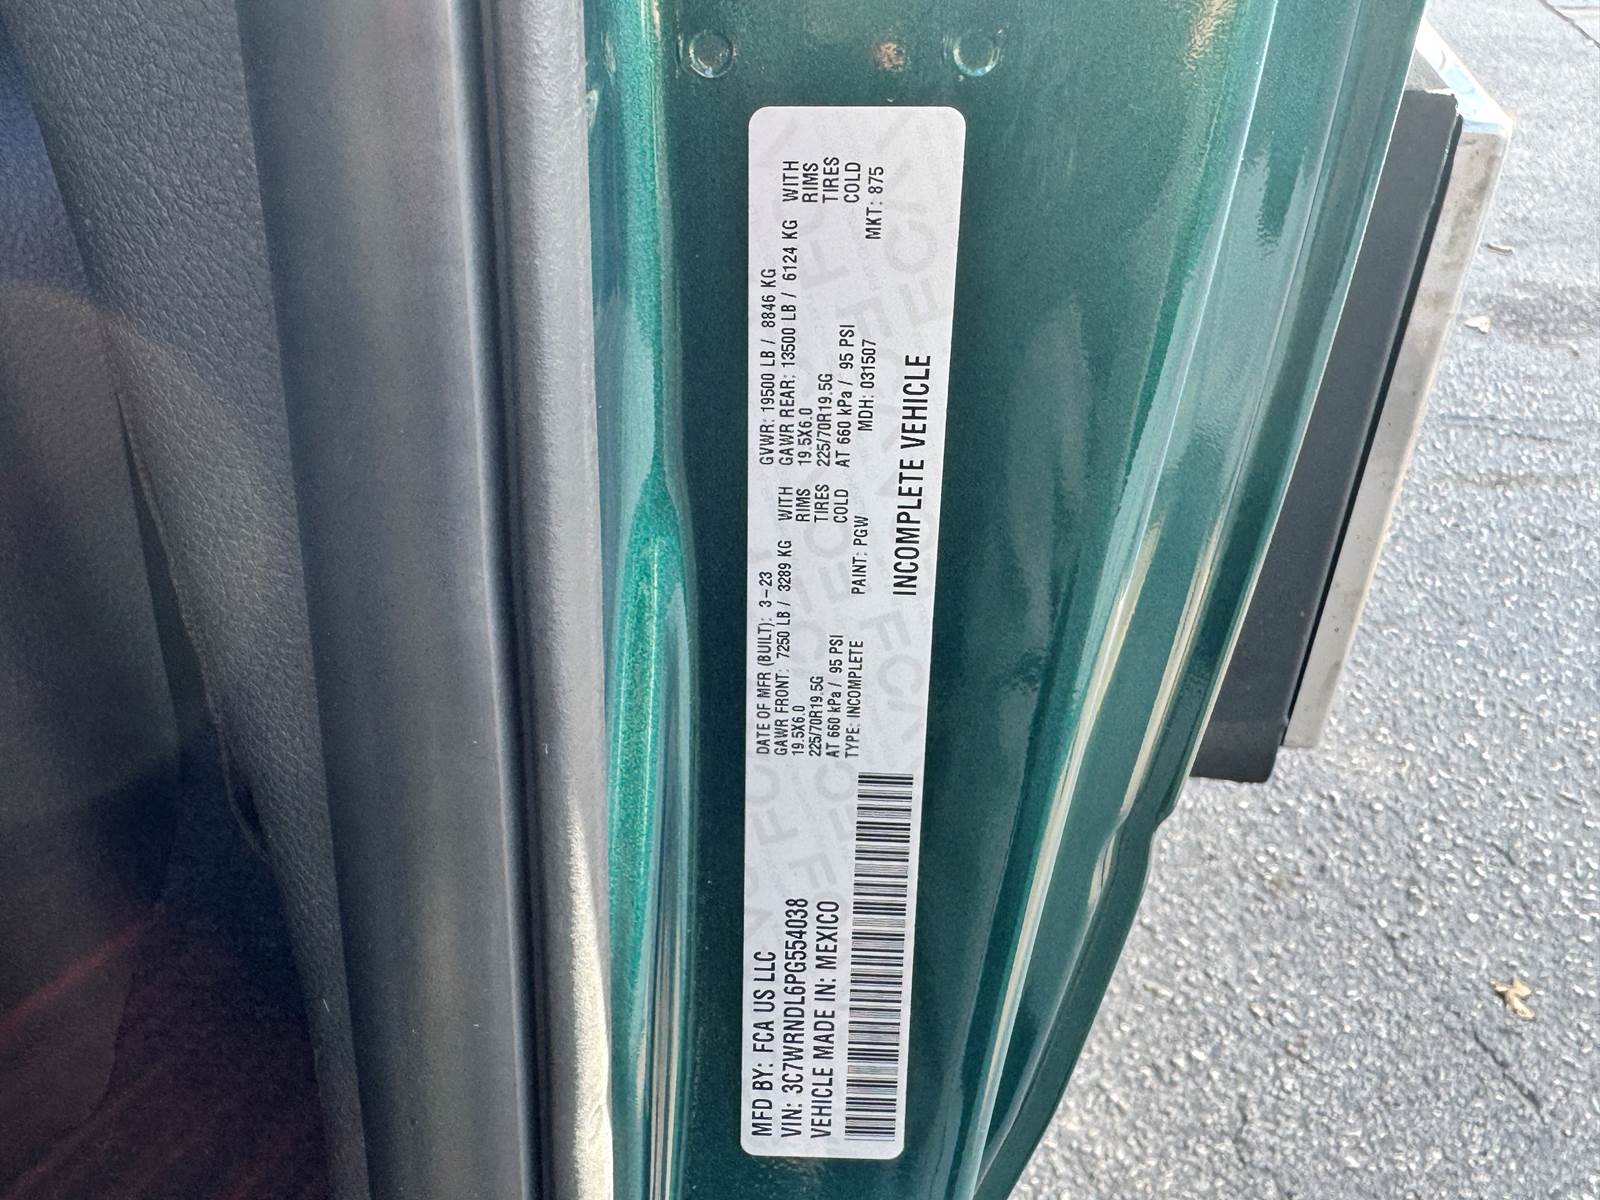 MFD BY: FCA US LLC
VIN: 3C7WRNDL6PG554038
VEHICLE MADE IN: MEXICO
DATE OF MFR (BUILT): 3-23
GAWR FRONT: 7250 LB / 3289 KG WITH
19.5X6.0 RIMS
225/70R19.5G TIRES
AT 660 kPa / 95 PSI COLD
TYPE: INCOMPLETE
PAINT: PGW
GVWR: 19500 LB / 8846 KG
GAWR REAR: 13500 LB / 6124 KG WITH
19.5X6.0 RIMS
225/70R19.5G TIRES
AT 660 kPa / 95 PSI COLD
MDH: 031507
MKT: 875
INCOMPLETE VEHICLE